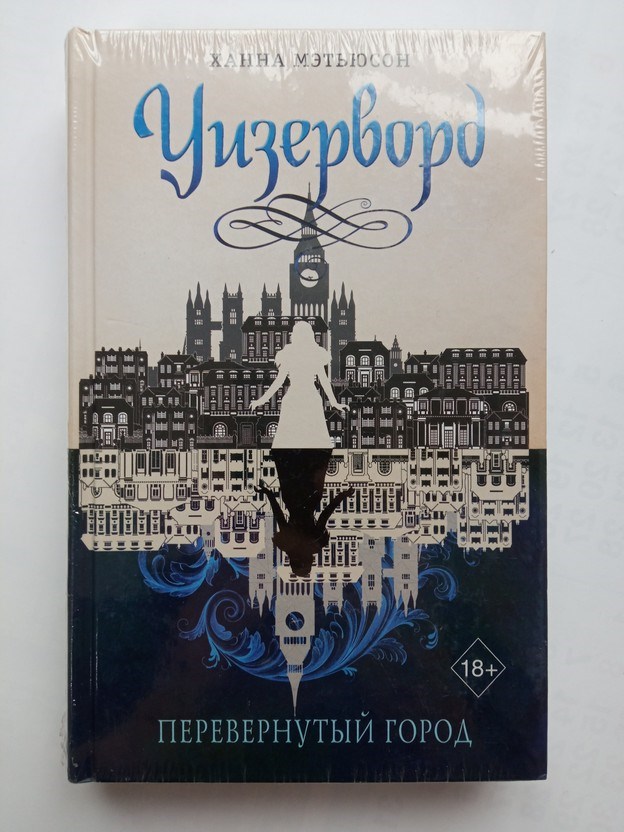 ХАННА МЭТЬЮСОН
Уизерворд
18+
ПЕРЕВЕРНУТЫЙ ГОРОД